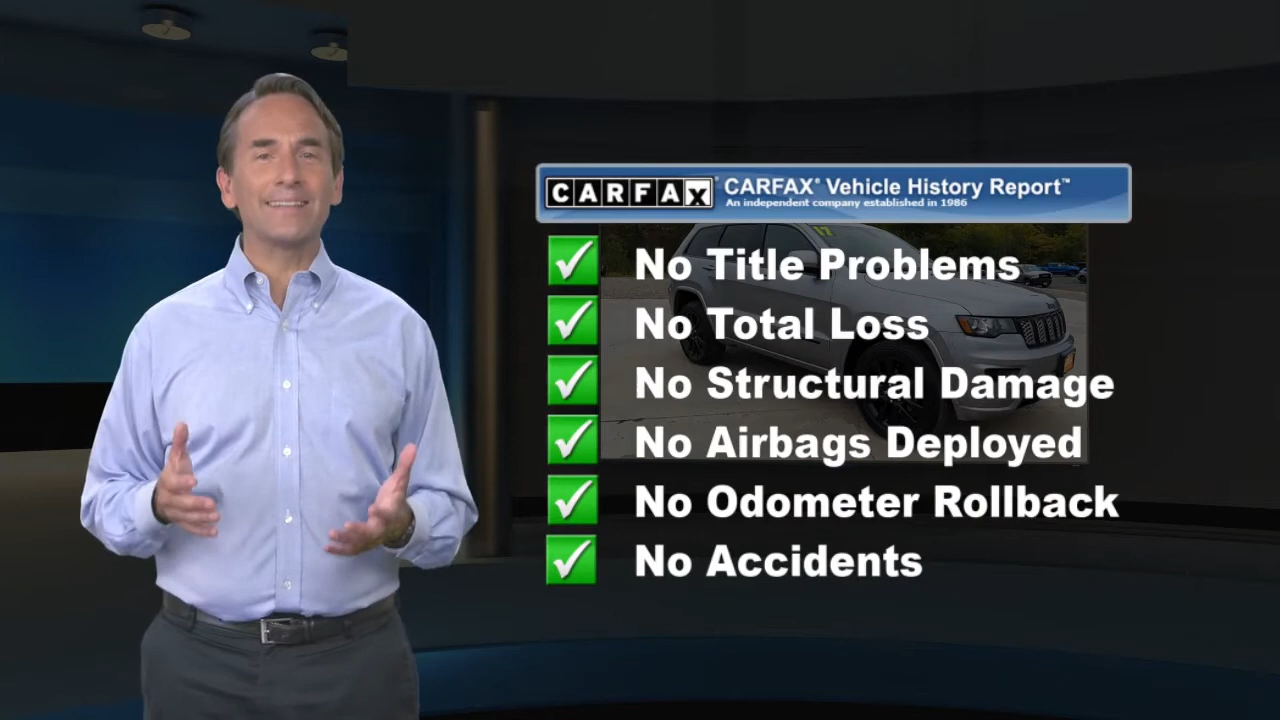 CARFAX® CARFAX® Vehicle History Report™
An independent company established in 1986
17
No Title Problems
No Total Loss
No Structural Damage
No Airbags Deployed
No Odometer Rollback
No Accidents